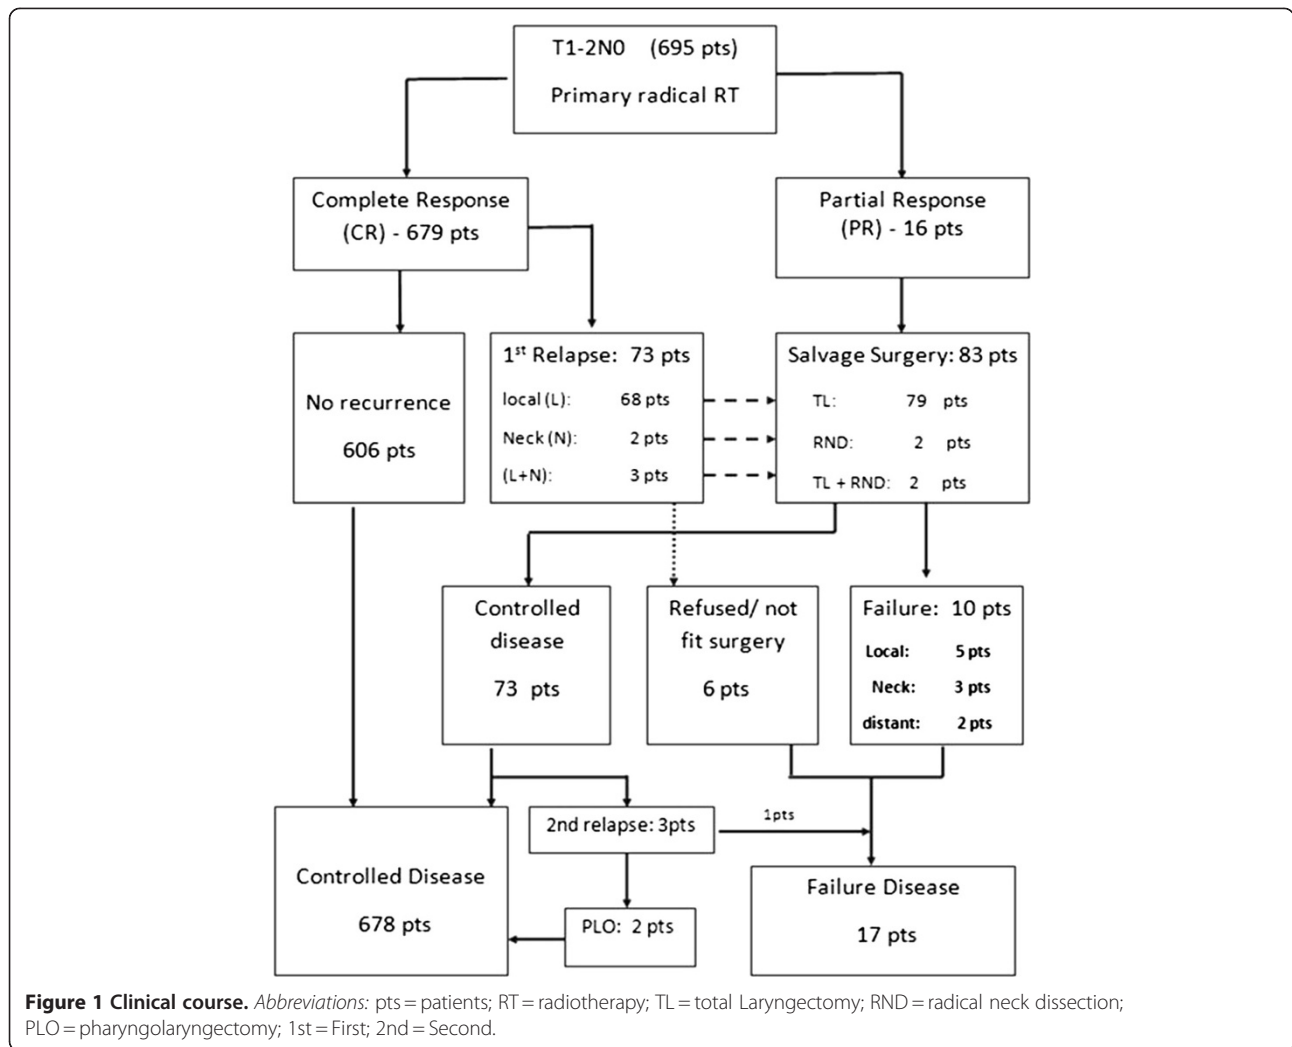 T1-2N0 (695 pts)
Primary radical RT
Complete Response
(CR) - 679 pts
Partial Response
(PR) - 16 pts
No recurrence
606 pts
1st Relapse: 73 pts
local (L): 68 pts
Neck (N): 2 pts
(L+N): 3 pts
Salvage Surgery: 83 pts
TL: 79 pts
RND: 2 pts
TL + RND: 2 pts
Controlled
disease
73 pts
Refused/ not
fit surgery
6 pts
Failure: 10 pts
Local: 5 pts
Neck: 3 pts
distant: 2 pts
2nd relapse: 3pts
1pts
Controlled Disease
678 pts
PLO: 2 pts
Failure Disease
17 pts
Figure 1 Clinical course. Abbreviations: pts = patients; RT = radiotherapy; TL = total Laryngectomy; RND = radical neck dissection;
PLO = pharyngolaryngectomy; 1st = First; 2nd = Second.